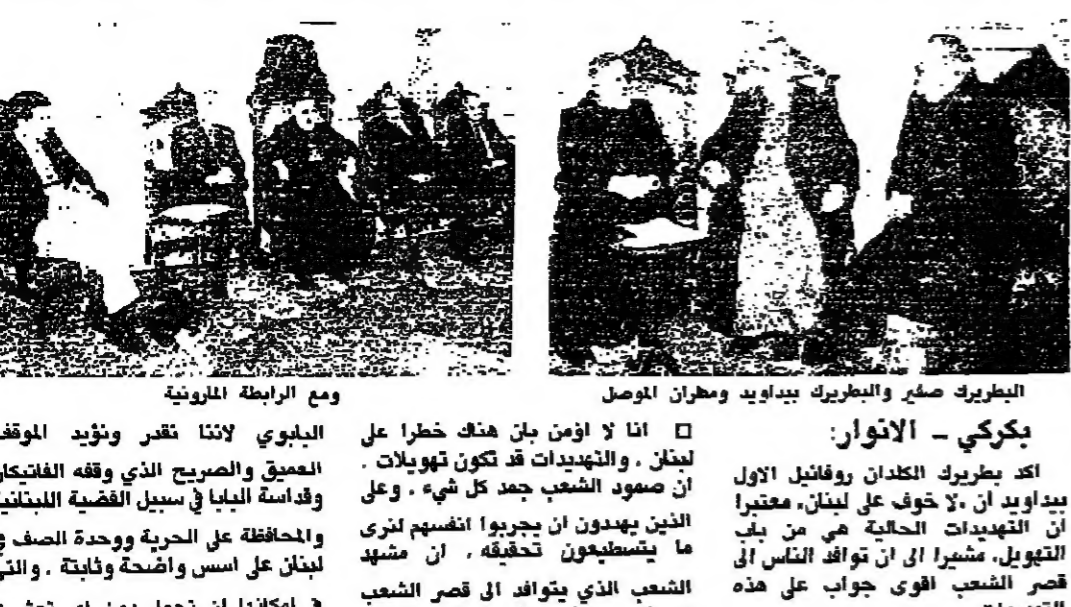 البطريرك صفير والبطريرك بيداويد ومطران الموصل
ومع الرابطة المارونية
بكركي - الانوار:
اكد بطريرك الكلدان روفائيل الاول
بيداويد ان «لا خوف على لبنان» معتبرا
ان التهديدات الحالية هي من باب
التهويل، مشيرا الى ان توافد الناس الى
قصر الشعب اقوى جواب على هذه
□ انا لا اؤمن بان هناك خطرا على
لبنان . والتهديدات قد تكون تهويلات .
ان صمود الشعب جمد كل شيء . وعلى
الذين يهددون ان يجربوا انفسهم لنرى
ما يتسطيعون تحقيقه . ان مشهد
الشعب الذي يتوافد الى قصر الشعب
البابوي لاننا نقدر ونؤيد الموقف
العميق والصريح الذي وقفه الفاتيكان
وقداسة البابا في سبيل القضية اللبنانية
والمحافظة على الحرية ووحدة الصف في
لبنان على اسس واضحة وثابتة . والتي